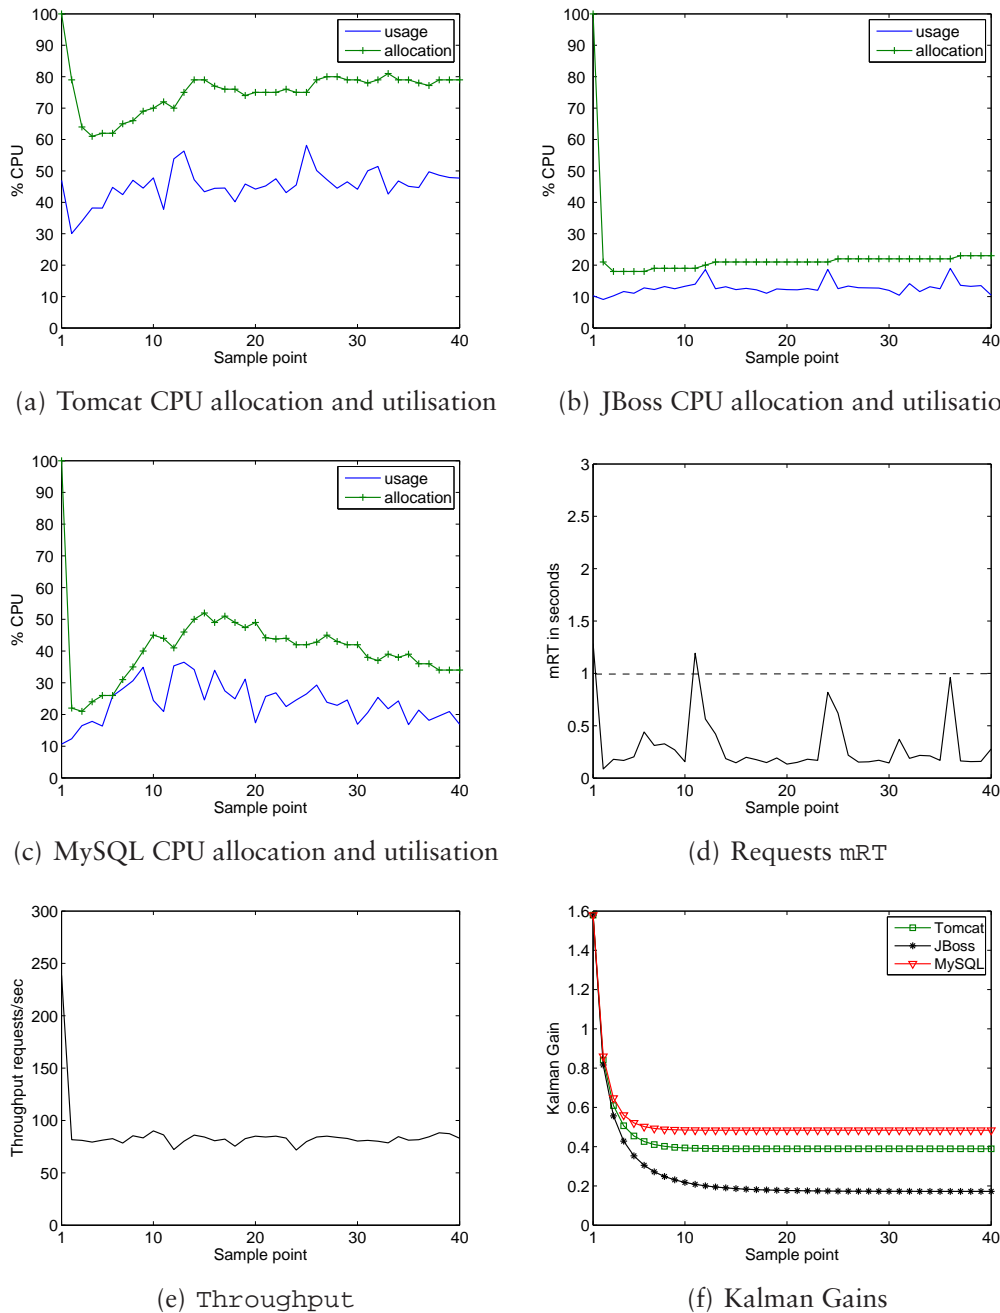 100
90
80
70
60
50
40
30
20
10
0
% CPU
usage
allocation
1 10 20 30 40
Sample point
(a) Tomcat CPU allocation and utilisation
100
90
80
70
60
50
40
30
20
10
0
% CPU
usage
allocation
1 10 20 30 40
Sample point
(b) JBoss CPU allocation and utilisatio
100
90
80
70
60
50
40
30
20
10
0
% CPU
usage
allocation
1 10 20 30 40
Sample point
(c) MySQL CPU allocation and utilisation
3
2.5
2
1.5
1
0.5
0
mRT in seconds
1 10 20 30 40
Sample point
(d) Requests mRT
300
250
200
150
100
50
0
Throughput requests/sec
1 10 20 30 40
Sample point
(e) Throughput
1.6
1.4
1.2
1
0.8
0.6
0.4
0.2
0
Kalman Gain
Tomcat
JBoss
MySQL
1 10 20 30 40
Sample point
(f) Kalman Gains